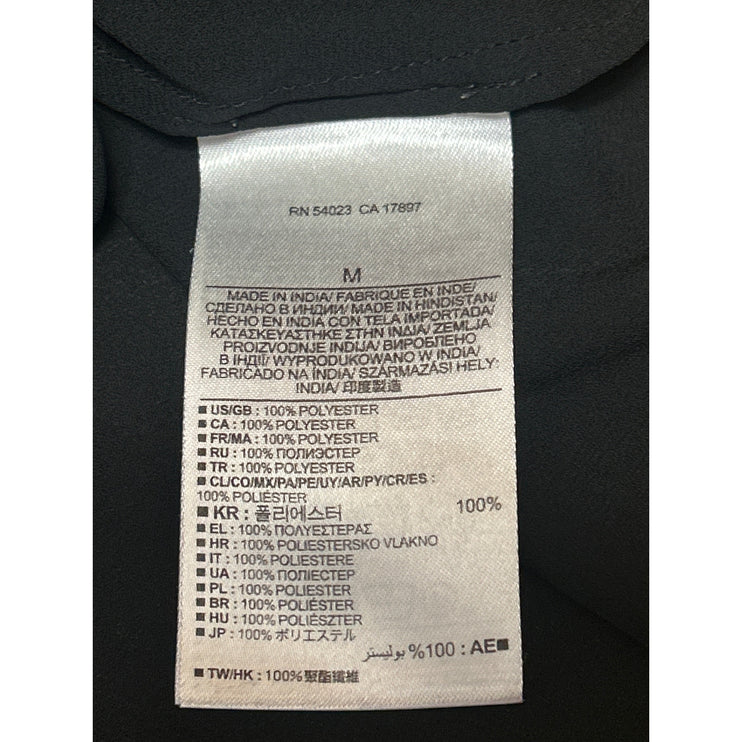 RN 54023 CA 17897
M
MADE IN INDIA/ FABRIQUE EN INDE/
СДЕЛАНО В ИНДИИ/ MADE IN HINDISTAN/
HECHO EN INDIA CON TELA IMPORTADA/
ΚΑΤΑΣΚΕΥΑΣΤΗΚΕ ΣΤΗΝ ΙΝΔΙΑ/ ZEMLJA
PROIZVODNJE INDIJA/ ВИРОБЛЕНО
В ІНДІЇ/ WYPRODUKOWANO W INDIA/
FABRICADO NA ÍNDIA/ SZÁRMAZÁSI HELY:
INDIA/ 印度製造
■ US/GB : 100% POLYESTER
■ CA : 100% POLYESTER
■ FR/MA : 100% POLYESTER
■ RU : 100% ПОЛИЭСТЕР
■ TR : 100% POLYESTER
■ CL/CO/MX/PA/PE/UY/AR/PY/CR/ES :
100% POLIÉSTER
■ KR : 폴리에스터 100%
■ EL : 100% ΠΟΛΥΕΣΤΕΡΑΣ
■ HR : 100% POLIESTERSKO VLAKNO
■ IT : 100% POLIESTERE
■ UA : 100% ПОЛІЕСТЕР
■ PL : 100% POLIESTER
■ BR : 100% POLIÉSTER
■ HU : 100% POLIÉSZTER
■ JP : 100% ポリエステル
■AE : 100% بوليستر
■ TW/HK : 100% 聚酯纖維